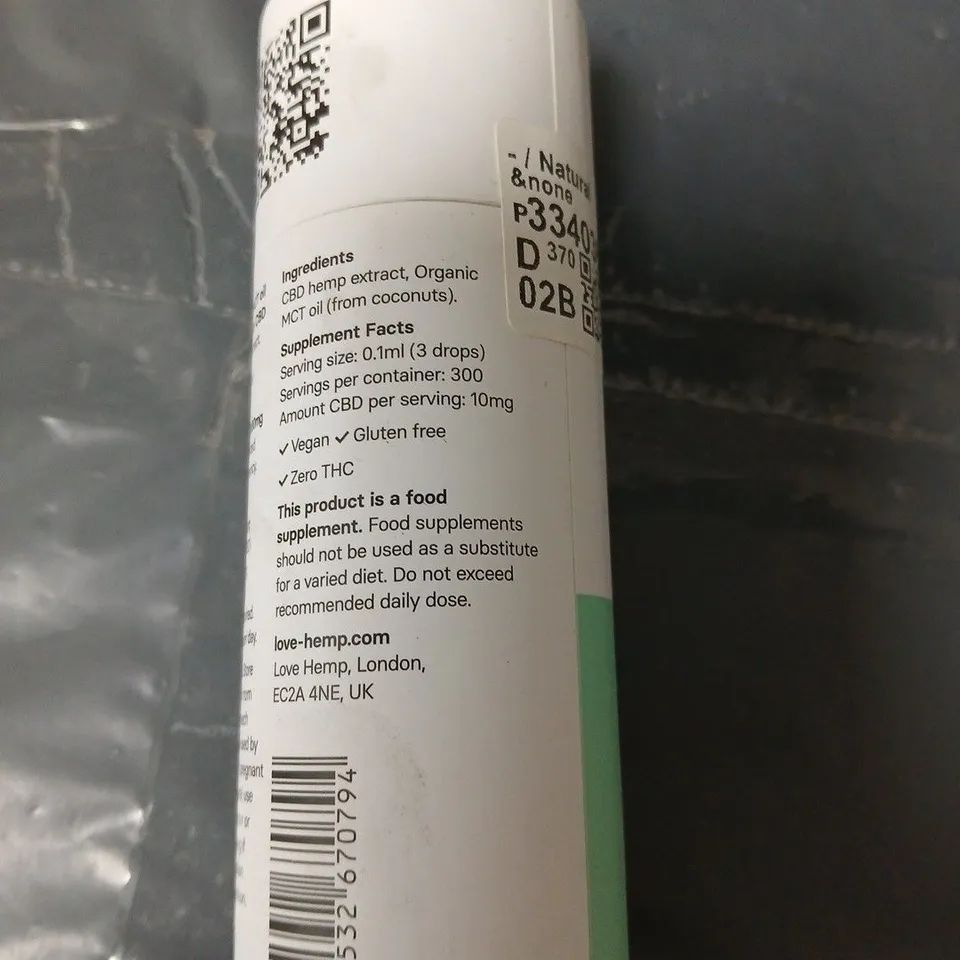 - / Natural
&none
P3340
D 370
02B
Ingredients
CBD hemp extract, Organic
MCT oil (from coconuts).
Supplement Facts
Serving size: 0.1ml (3 drops)
Servings per container: 300
Amount CBD per serving: 10mg
✓Vegan ✓Gluten free
✓Zero THC
This product is a food
supplement. Food supplements
should not be used as a substitute
for a varied diet. Do not exceed
recommended daily dose.
love-hemp.com
Love Hemp, London,
EC2A 4NE, UK
532 670794